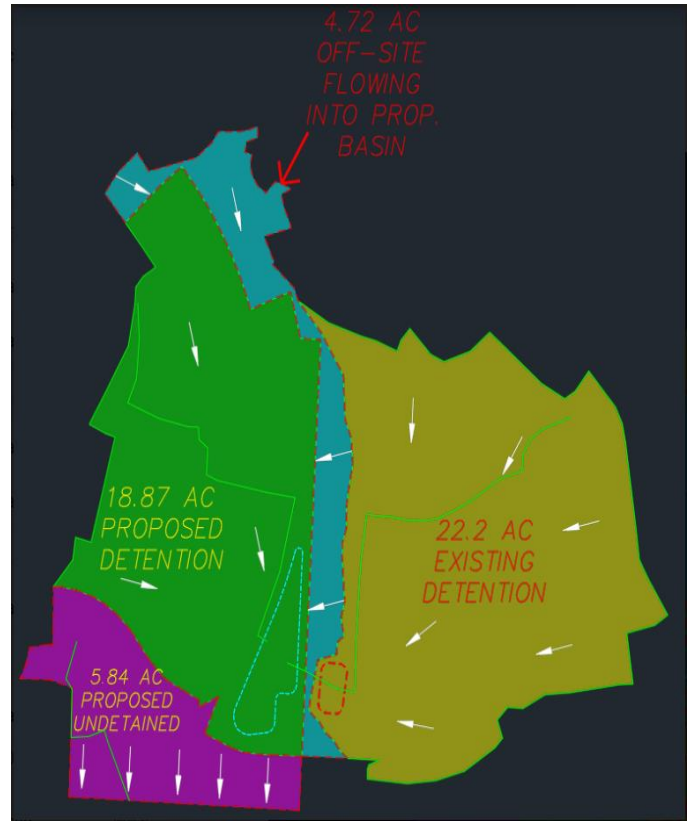 4.72 AC
OFF-SITE
FLOWING
INTO PROP.
BASIN
18.87 AC
PROPOSED
DETENTION
22.2 AC
EXISTING
DETENTION
5.84 AC
PROPOSED
UNDETAINED